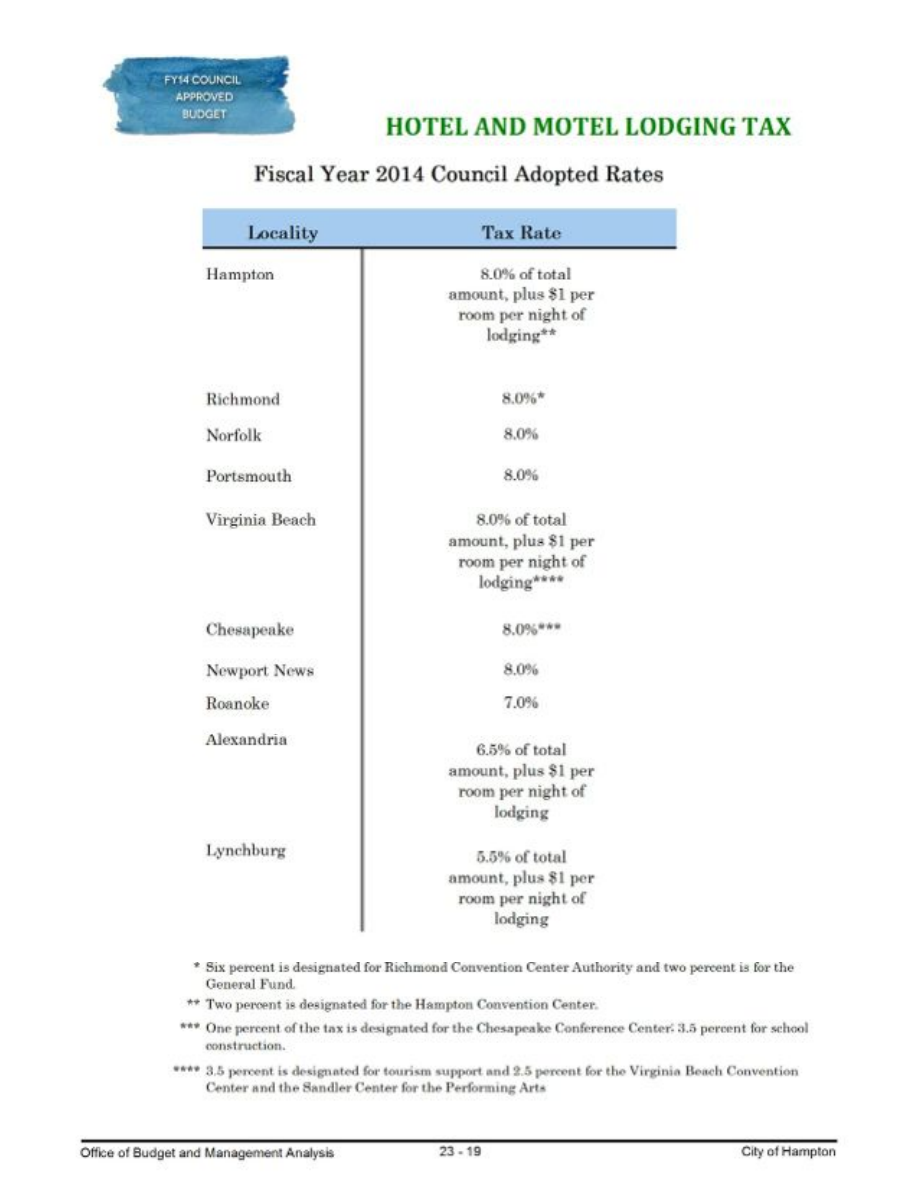 FY14 COUNCIL
APPROVED
BUDGET
HOTEL AND MOTEL LODGING TAX
Fiscal Year 2014 Council Adopted Rates
Locality Tax Rate
Hampton 8.0% of total
amount, plus $1 per
room per night of
lodging**
Richmond 8.0%*
Norfolk 8.0%
Portsmouth 8.0%
Virginia Beach 8.0% of total
amount, plus $1 per
room per night of
lodging****
Chesapeake 8.0%***
Newport News 8.0%
Roanoke 7.0%
Alexandria 6.5% of total
amount, plus $1 per
room per night of
lodging
Lynchburg 5.5% of total
amount, plus $1 per
room per night of
lodging
* Six percent is designated for Richmond Convention Center Authority and two percent is for the
General Fund.
** Two percent is designated for the Hampton Convention Center.
*** One percent of the tax is designated for the Chesapeake Conference Center; 3.5 percent for school
construction.
**** 3.5 percent is designated for tourism support and 2.5 percent for the Virginia Beach Convention
Center and the Sandler Center for the Performing Arts
Office of Budget and Management Analysis 23 - 19 City of Hampton